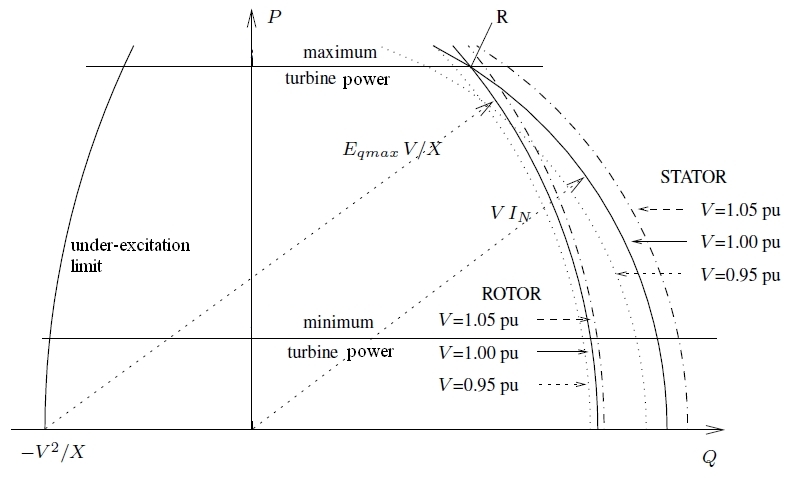 P
R
maximum
turbine power
E_{qmax} V/X
STATOR
V I_N
V=1.05 pu
V=1.00 pu
V=0.95 pu
under-excitation
limit
ROTOR
V=1.05 pu
V=1.00 pu
V=0.95 pu
minimum
turbine power
−V²/X
Q